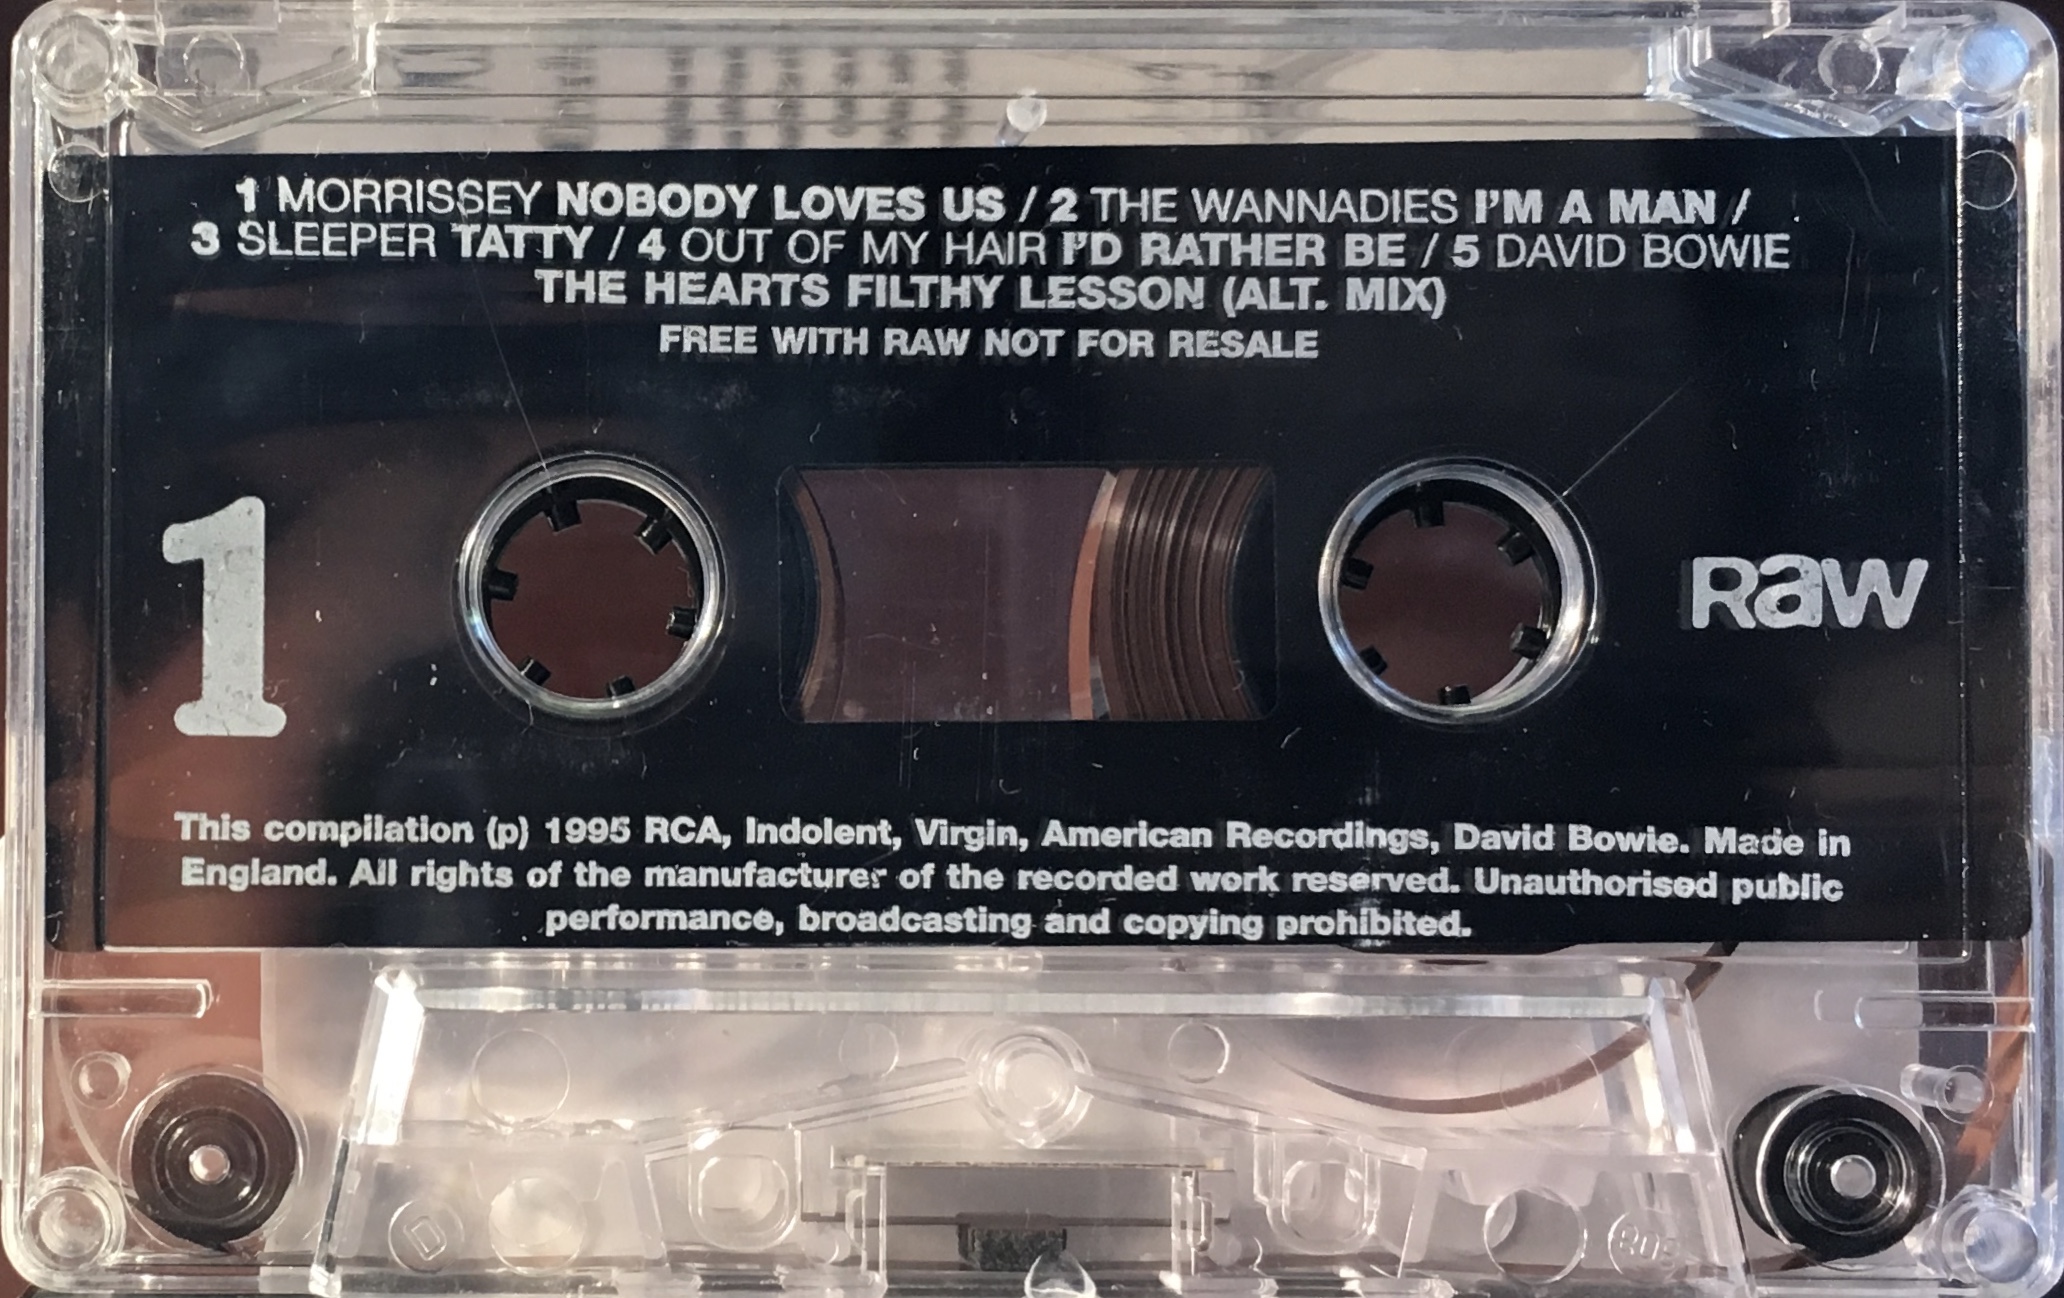 1 MORRISSEY NOBODY LOVES US / 2 THE WANNADIES I'M A MAN /
3 SLEEPER TATTY / 4 OUT OF MY HAIR I'D RATHER BE / 5 DAVID BOWIE
THE HEARTS FILTHY LESSON (ALT. MIX)
FREE WITH RAW NOT FOR RESALE
1
RaW
This compilation (p) 1995 RCA, Indolent, Virgin, American Recordings, David Bowie. Made in
England. All rights of the manufacturer of the recorded work reserved. Unauthorised public
performance, broadcasting and copying prohibited.
D